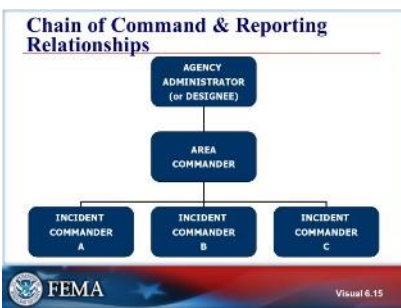 Chain of Command & Reporting
Relationships
AGENCY
ADMINISTRATOR
(or DESIGNEE)
AREA
COMMANDER
INCIDENT
COMMANDER
A
INCIDENT
COMMANDER
B
INCIDENT
COMMANDER
C
FEMA
Visual 6.15